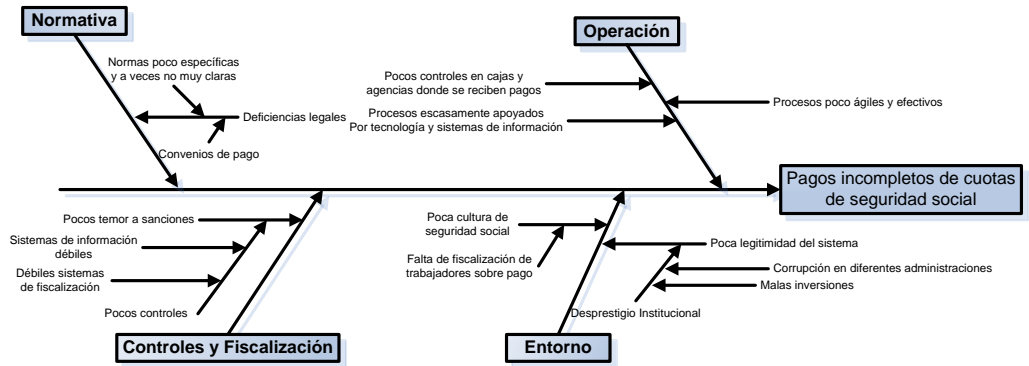 Normativa
Operación
Normas poco específicas
y a veces no muy claras
Deficiencias legales
Convenios de pago
Pocos controles en cajas y
agencias donde se reciben pagos
Procesos escasamente apoyados
Por tecnología y sistemas de información
Procesos poco ágiles y efectivos
Pagos incompletos de cuotas
de seguridad social
Pocos temor a sanciones
Sistemas de información
débiles
Débiles sistemas
de fiscalización
Pocos controles
Controles y Fiscalización
Poca cultura de
seguridad social
Falta de fiscalización de
trabajadores sobre pago
Poca legitimidad del sistema
Corrupción en diferentes administraciones
Malas inversiones
Desprestigio Institucional
Entorno